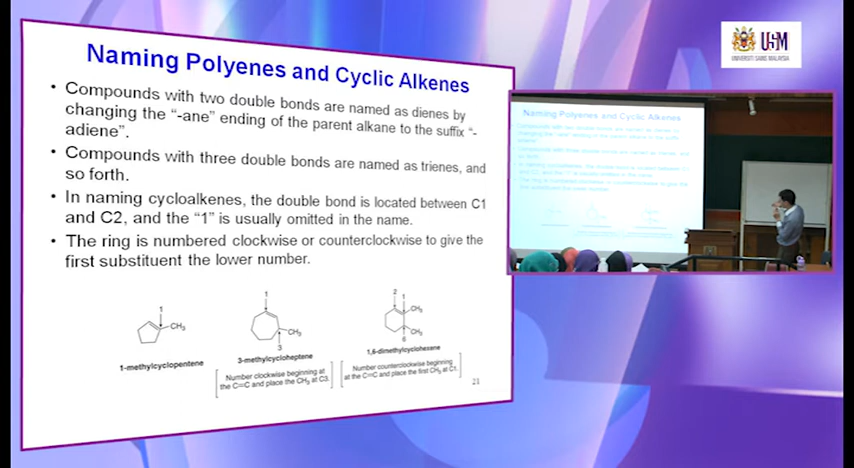 Naming Polyenes and Cyclic Alkenes
• Compounds with two double bonds are named as dienes by
changing the “-ane” ending of the parent alkane to the suffix “-
adiene”.
• Compounds with three double bonds are named as trienes, and
so forth.
• In naming cycloalkenes, the double bond is located between C1
and C2, and the “1” is usually omitted in the name.
• The ring is numbered clockwise or counterclockwise to give the
first substituent the lower number.
1
CH3
1-methylcyclopentene
1
CH3
3
3-methylcycloheptene
Number clockwise beginning at
the C=C and place the CH3 at C3.
2
1
CH3
CH3
6
1,6-dimethylcyclohexene
Number counterclockwise beginning
at the C=C and place the first CH3 at C1.
21
USM
UNIVERSITI SAINS MALAYSIA
Naming Polyenes and Cyclic Alkenes